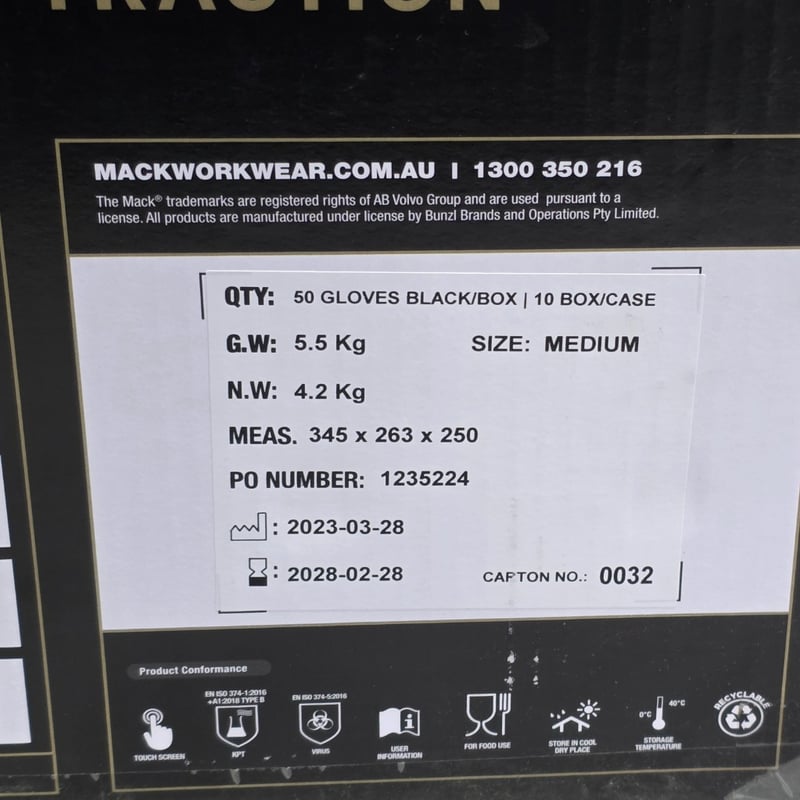 TRACTION
MACKWORKWEAR.COM.AU | 1300 350 216
The Mack® trademarks are registered rights of AB Volvo Group and are used pursuant to a
license. All products are manufactured under license by Bunzl Brands and Operations Pty Limited.
QTY: 50 GLOVES BLACK/BOX | 10 BOX/CASE
G.W: 5.5 Kg SIZE: MEDIUM
N.W: 4.2 Kg
MEAS. 345 x 263 x 250
PO NUMBER: 1235224
: 2023-03-28
: 2028-02-28 CARTON NO.: 0032
Product Conformance
TOUCH SCREEN
EN ISO 374-1:2016
+A1:2018 TYPE B
KPT
EN ISO 374-5:2016
VIRUS
USER
INFORMATION
FOR FOOD USE
STORE IN COOL
DRY PLACE
0°C 40°C
STORAGE
TEMPERATURE
RECYCLABLE